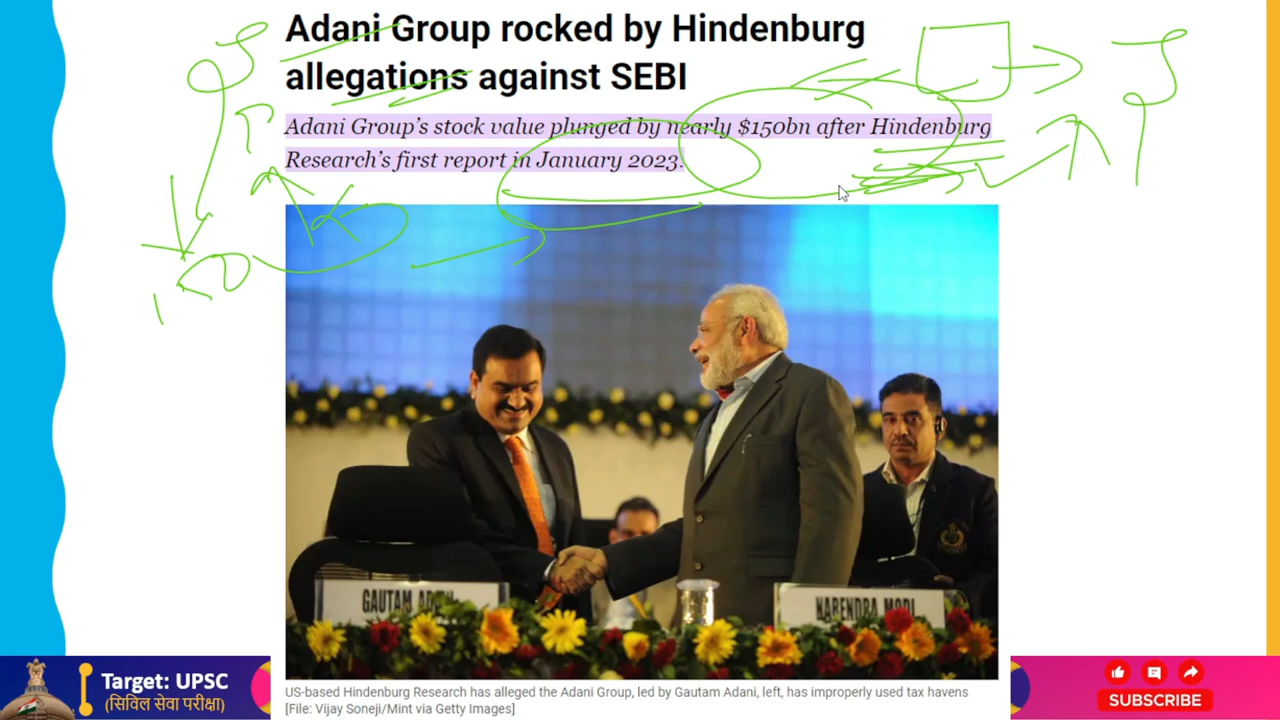 Adani Group rocked by Hindenburg
allegations against SEBI
Adani Group's stock value plunged by nearly $150bn after Hindenburg
Research's first report in January 2023.
GAUTAM
NARENDRA MODI
Target: UPSC
(सिविल सेवा परीक्षा)
SUBSCRIBE
US-based Hindenburg Research has alleged the Adani Group, led by Gautam Adani, left, has improperly used tax havens
[File: Vijay Soneji/Mint via Getty Images]